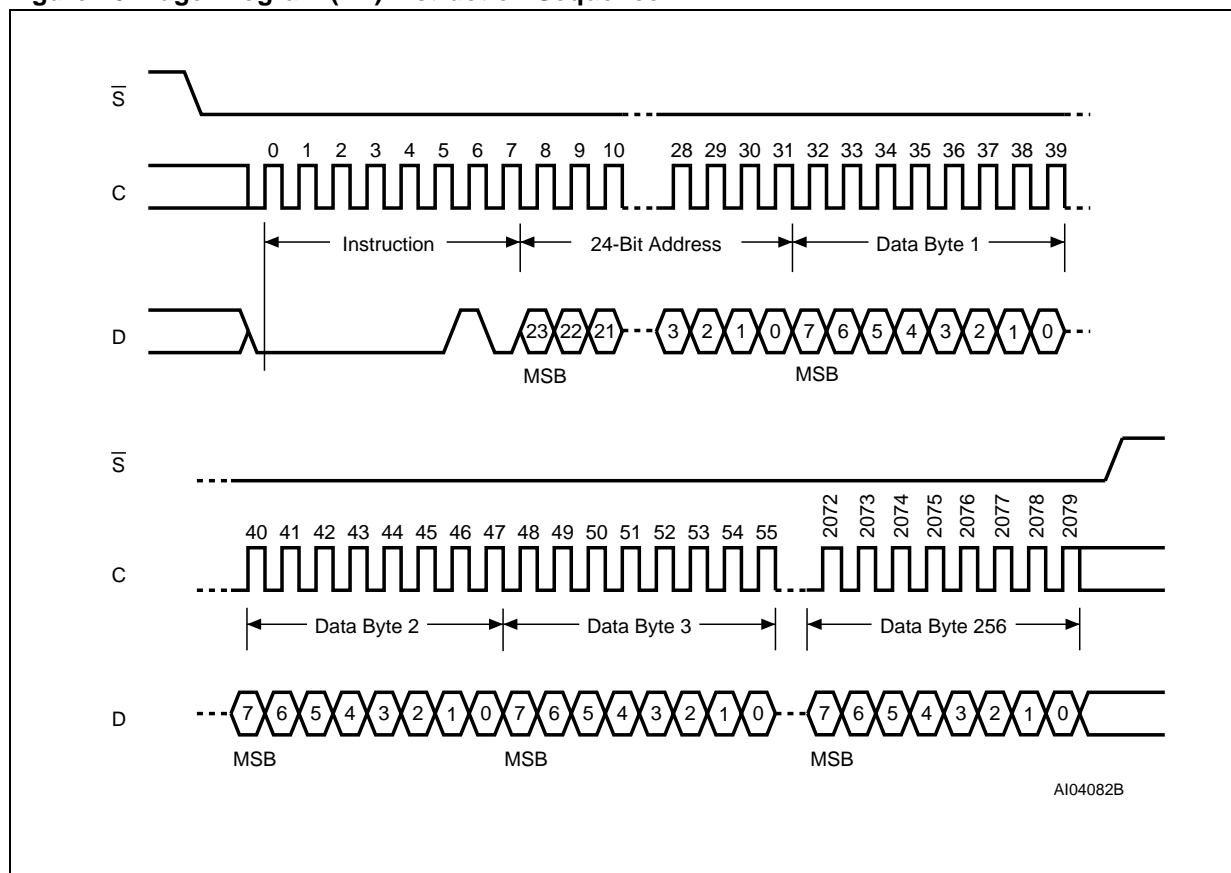 S
0 1 2 3 4 5 6 7 8 9 10 28 29 30 31 32 33 34 35 36 37 38 39
C
Instruction 24-Bit Address Data Byte 1
D 23 22 21 3 2 1 0 7 6 5 4 3 2 1 0
MSB MSB
S
2072 2073 2074 2075 2076 2077 2078 2079
40 41 42 43 44 45 46 47 48 49 50 51 52 53 54 55
C
Data Byte 2 Data Byte 3 Data Byte 256
D 7 6 5 4 3 2 1 0 7 6 5 4 3 2 1 0 7 6 5 4 3 2 1 0
MSB MSB MSB
AI04082B